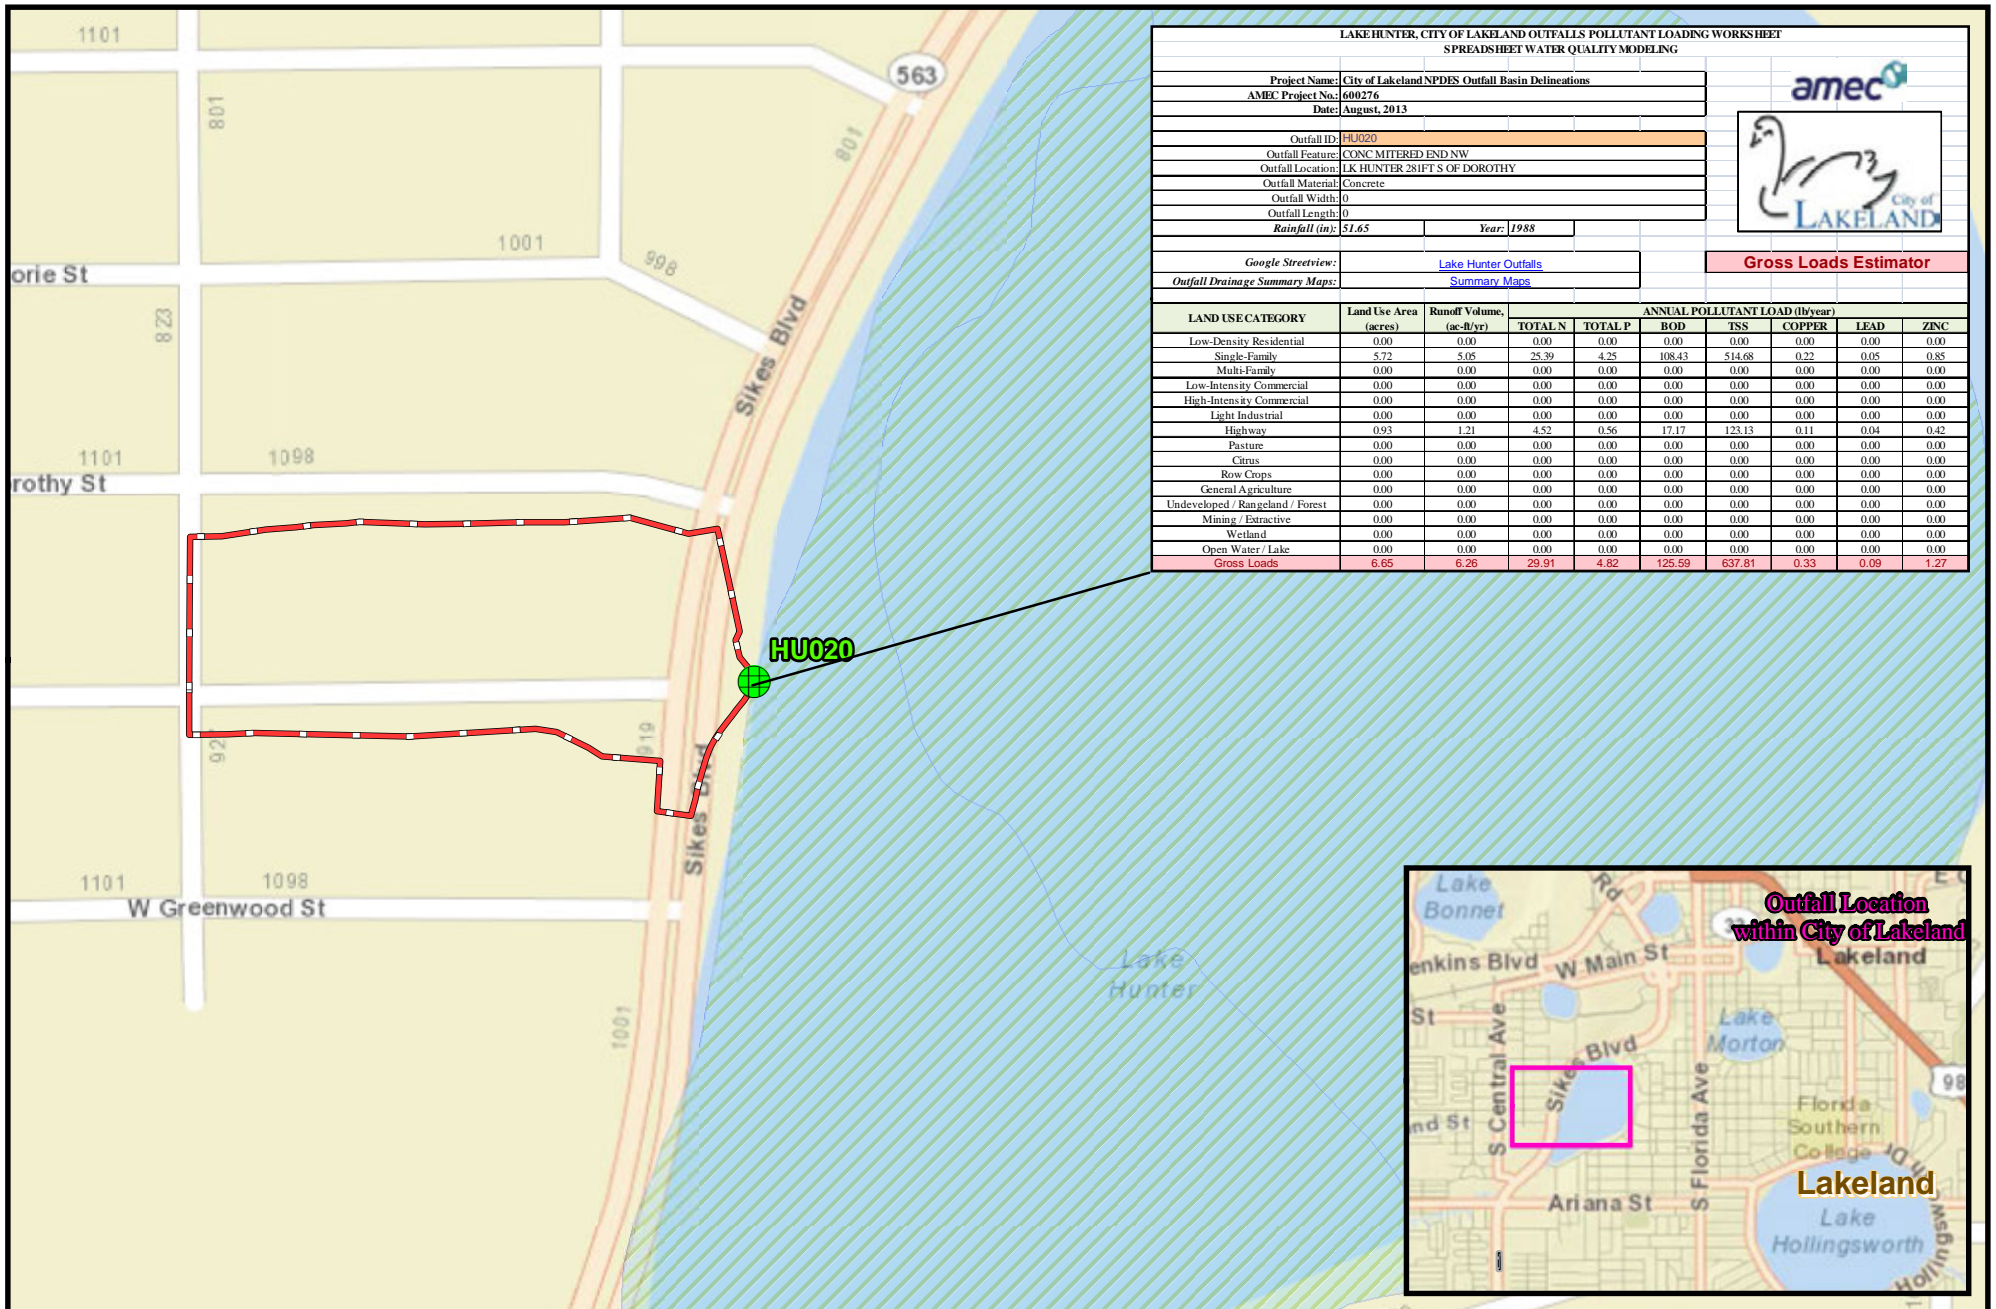 LAKE HUNTER, CITY OF LAKELAND OUTFALLS POLLUTANT LOADING WORKSHEET
SPREADSHEET WATER QUALITY MODELING
Project Name: City of Lakeland NPDES Outfall Basin Delineations
AMEC Project No.: 600276
Date: August, 2013
amec
Outfall ID: HU020
Outfall Feature: CONC MITERED END NW
Outfall Location: LK HUNTER 281FT S OF DOROTHY
Outfall Material: Concrete
Outfall Width: 0
Outfall Length: 0
Rainfall (in): 51.65 Year: 1988
City of
LAKELAND
Google Streetview: Lake Hunter Outfalls
Outfall Drainage Summary Maps: Summary Maps
Gross Loads Estimator
LAND USE CATEGORY Land Use Area Runoff Volume, ANNUAL POLLUTANT LOAD (lb/year)
(acres) (ac-ft/yr) TOTAL N TOTAL P BOD TSS COPPER LEAD ZINC
Low-Density Residential 0.00 0.00 0.00 0.00 0.00 0.00 0.00 0.00 0.00
Single-Family 5.72 5.05 25.39 4.25 108.43 514.68 0.22 0.05 0.85
Multi-Family 0.00 0.00 0.00 0.00 0.00 0.00 0.00 0.00 0.00
Low-Intensity Commercial 0.00 0.00 0.00 0.00 0.00 0.00 0.00 0.00 0.00
High-Intensity Commercial 0.00 0.00 0.00 0.00 0.00 0.00 0.00 0.00 0.00
Light Industrial 0.00 0.00 0.00 0.00 0.00 0.00 0.00 0.00 0.00
Highway 0.93 1.21 4.52 0.56 17.17 123.13 0.11 0.04 0.42
Pasture 0.00 0.00 0.00 0.00 0.00 0.00 0.00 0.00 0.00
Citrus 0.00 0.00 0.00 0.00 0.00 0.00 0.00 0.00 0.00
Row Crops 0.00 0.00 0.00 0.00 0.00 0.00 0.00 0.00 0.00
General Agriculture 0.00 0.00 0.00 0.00 0.00 0.00 0.00 0.00 0.00
Undeveloped / Rangeland / Forest 0.00 0.00 0.00 0.00 0.00 0.00 0.00 0.00 0.00
Mining / Extractive 0.00 0.00 0.00 0.00 0.00 0.00 0.00 0.00 0.00
Wetland 0.00 0.00 0.00 0.00 0.00 0.00 0.00 0.00 0.00
Open Water / Lake 0.00 0.00 0.00 0.00 0.00 0.00 0.00 0.00 0.00
Gross Loads 6.65 6.26 29.91 4.82 125.59 637.81 0.33 0.09 1.27
1101
801
563
801
1001
998
orie St
823
Sikes Blvd
1101
1098
rothy St
HU020
919
Sikes Blvd
1101
1098
W Greenwood St
1001
Lake
Hunter
Outfall Location
within City of Lakeland
Lake
Bonnet
Rd
enkins Blvd
W Main St
Lakeland
St
S Central Ave
Sikes Blvd
Lake
Morton
98
nd St
S Florida Ave
Florida
Southern
College
Lakeland
Ariana St
Lake
Hollingsworth